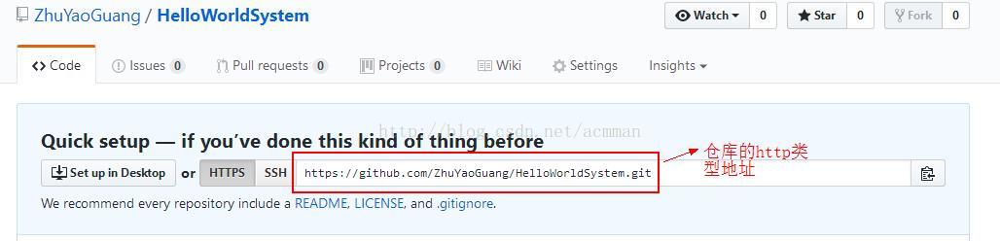 ZhuYaoGuang / HelloWorldSystem
Watch 0 Star 0 Fork 0
Code Issues 0 Pull requests 0 Projects 0 Wiki Settings Insights
http://blog.csdn.net/acmman
Quick setup — if you’ve done this kind of thing before
仓库的http类
型地址
Set up in Desktop or HTTPS SSH https://github.com/ZhuYaoGuang/HelloWorldSystem.git
We recommend every repository include a README, LICENSE, and .gitignore.